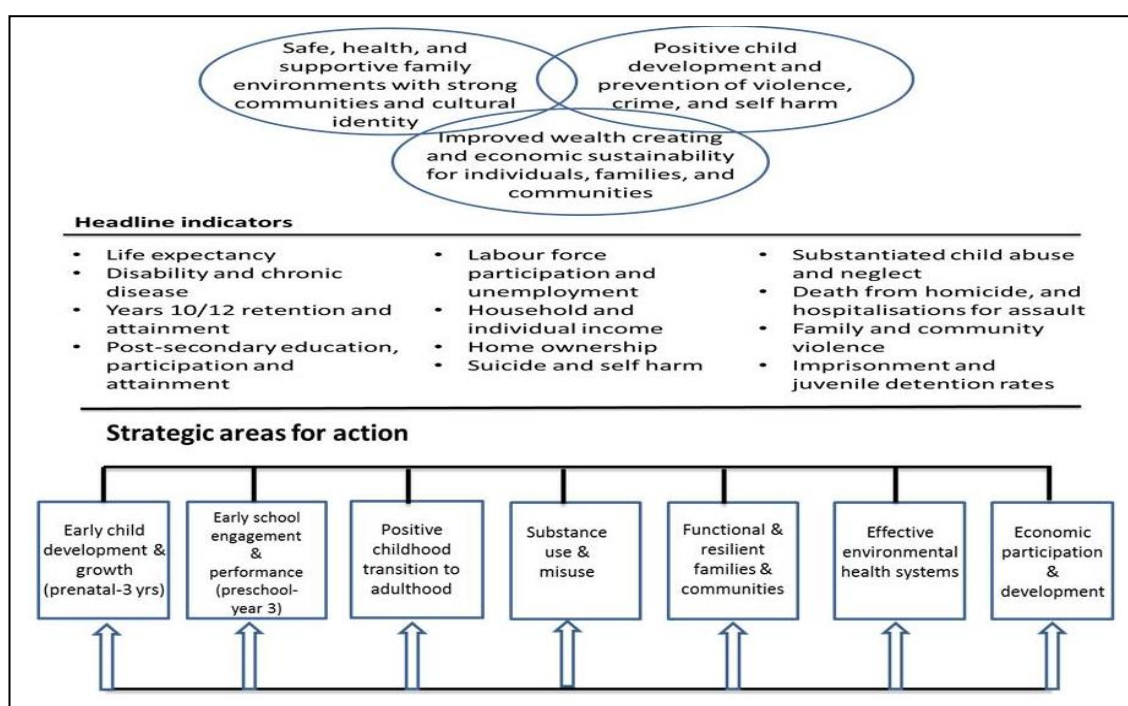 Safe, health, and
supportive family
environments with strong
communities and cultural
identity
Positive child
development and
prevention of violence,
crime, and self harm
Improved wealth creating
and economic sustainability
for individuals, families, and
communities
Headline indicators
• Life expectancy
• Disability and chronic
disease
• Years 10/12 retention and
attainment
• Post-secondary education,
participation and
attainment
• Labour force
participation and
unemployment
• Household and
individual income
• Home ownership
• Suicide and self harm
• Substantiated child abuse
and neglect
• Death from homicide, and
hospitalisations for assault
• Family and community
violence
• Imprisonment and
juvenile detention rates
Strategic areas for action
Early child
development &
growth
(prenatal-3 yrs)
Early school
engagement
&
performance
(preschool-
year 3)
Positive
childhood
transition to
adulthood
Substance
use &
misuse
Functional &
resilient
families &
communities
Effective
environmental
health systems
Economic
participation
&
development